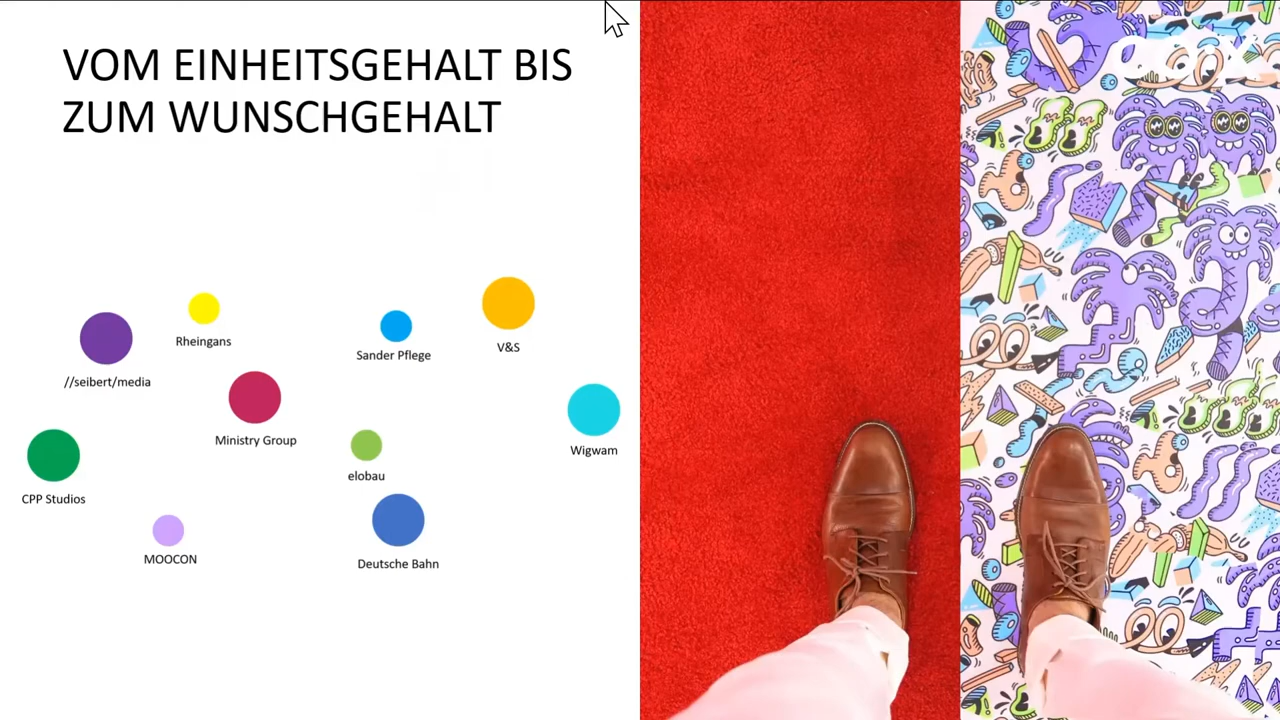 VOM EINHEITSGEHALT BIS
ZUM WUNSCHGEHALT
Rheingans
V&S
Sander Pflege
//seibert/media
Ministry Group
Wigwam
elobau
CPP Studios
MOOCON
Deutsche Bahn